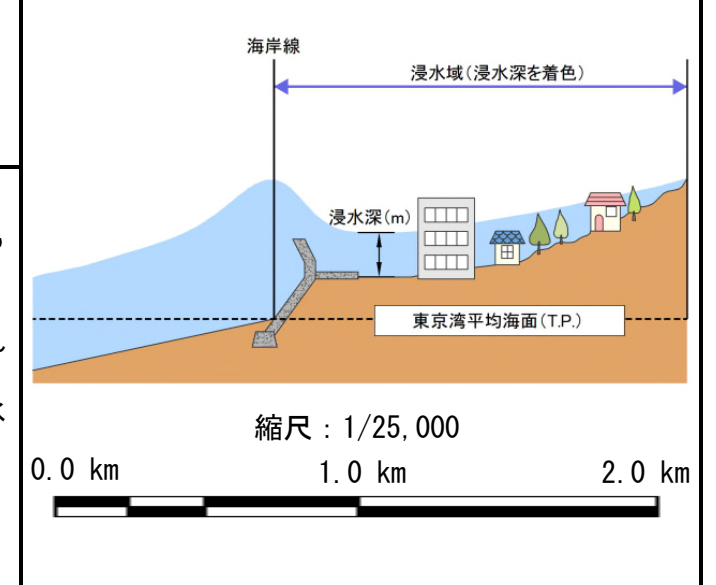 海岸線
浸水域(浸水深を着色)
浸水深(m)
東京湾平均海面(T.P.)
縮尺：1/25,000
0.0 km 1.0 km 2.0 km